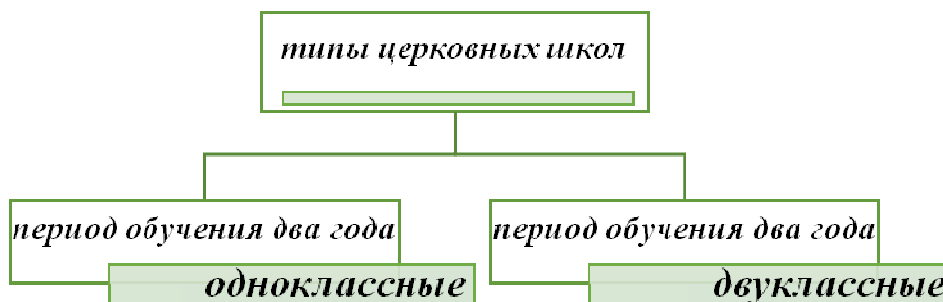 типы церковных школ
период обучения два года
одноклассные
период обучения два года
двуклассные